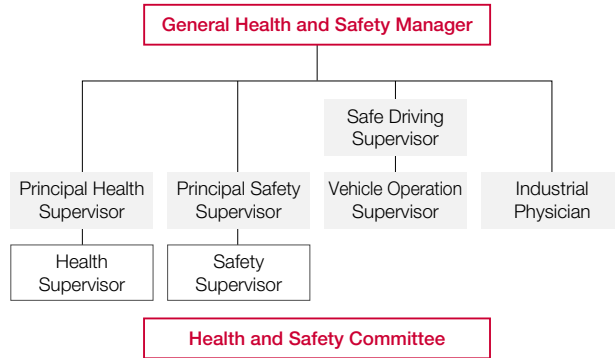 General Health and Safety Manager
Safe Driving
Supervisor
Principal Health
Supervisor
Principal Safety
Supervisor
Vehicle Operation
Supervisor
Industrial
Physician
Health
Supervisor
Safety
Supervisor
Health and Safety Committee